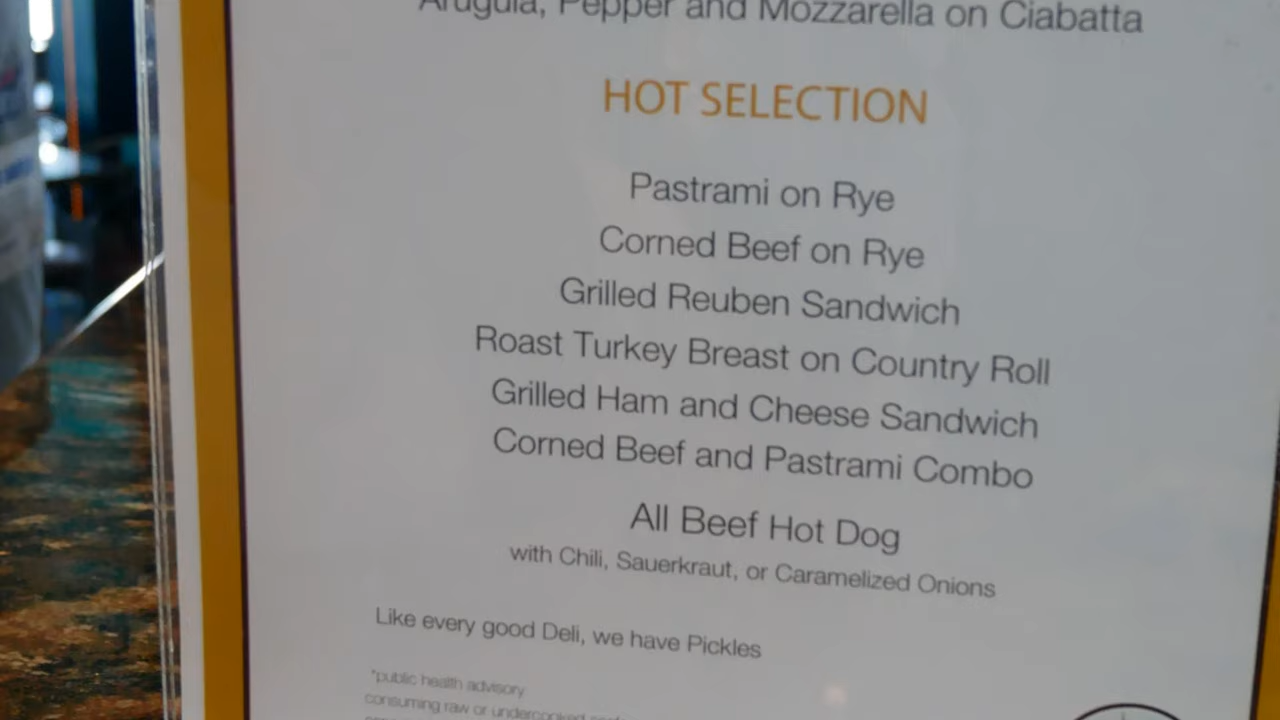 Arugula, Pepper and Mozzarella on Ciabatta
HOT SELECTION
Pastrami on Rye
Corned Beef on Rye
Grilled Reuben Sandwich
Roast Turkey Breast on Country Roll
Grilled Ham and Cheese Sandwich
Corned Beef and Pastrami Combo
All Beef Hot Dog
with Chili, Sauerkraut, or Caramelized Onions
Like every good Deli, we have Pickles
*public health advisory
consuming raw or undercooked